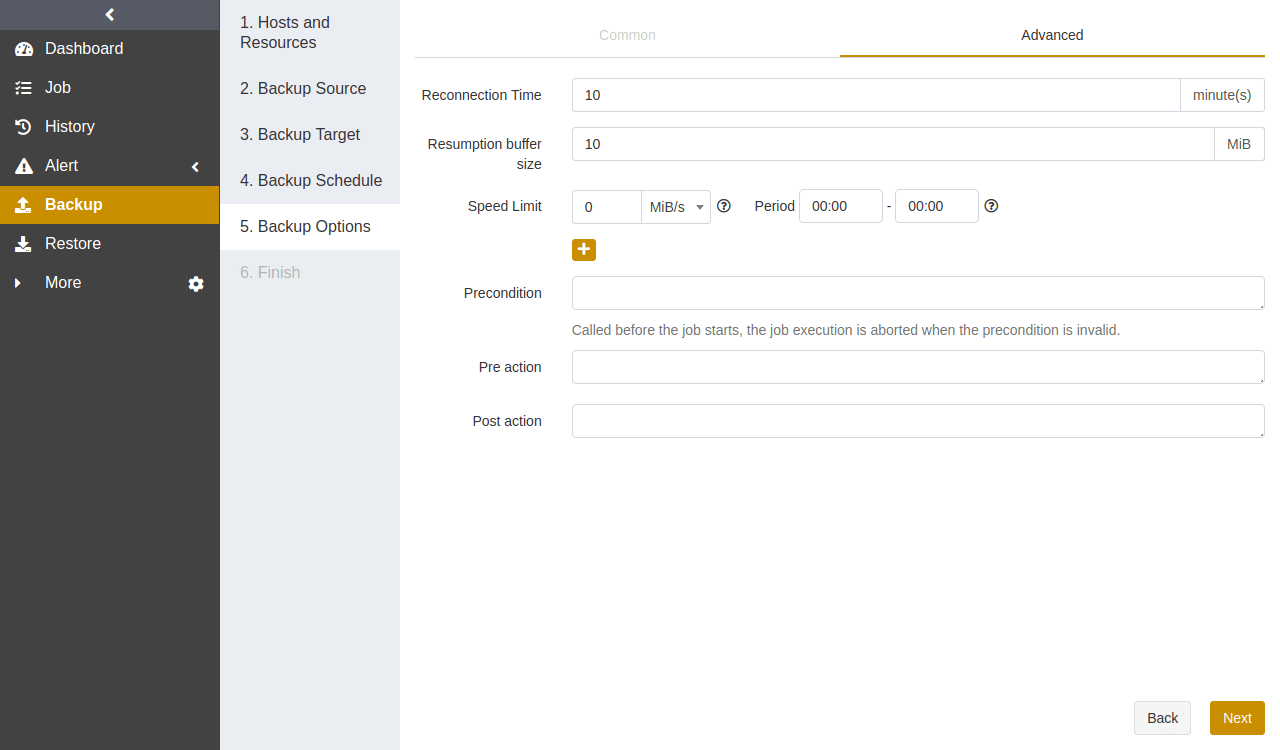 Dashboard
Job
History
Alert
Backup
Restore
More
1. Hosts and
Resources
2. Backup Source
3. Backup Target
4. Backup Schedule
5. Backup Options
6. Finish
Common
Advanced
Reconnection Time
10
minute(s)
Resumption buffer
size
10
MiB
Speed Limit
0
MiB/s
Period
00:00
-
00:00
Precondition
Called before the job starts, the job execution is aborted when the precondition is invalid.
Pre action
Post action
Back
Next